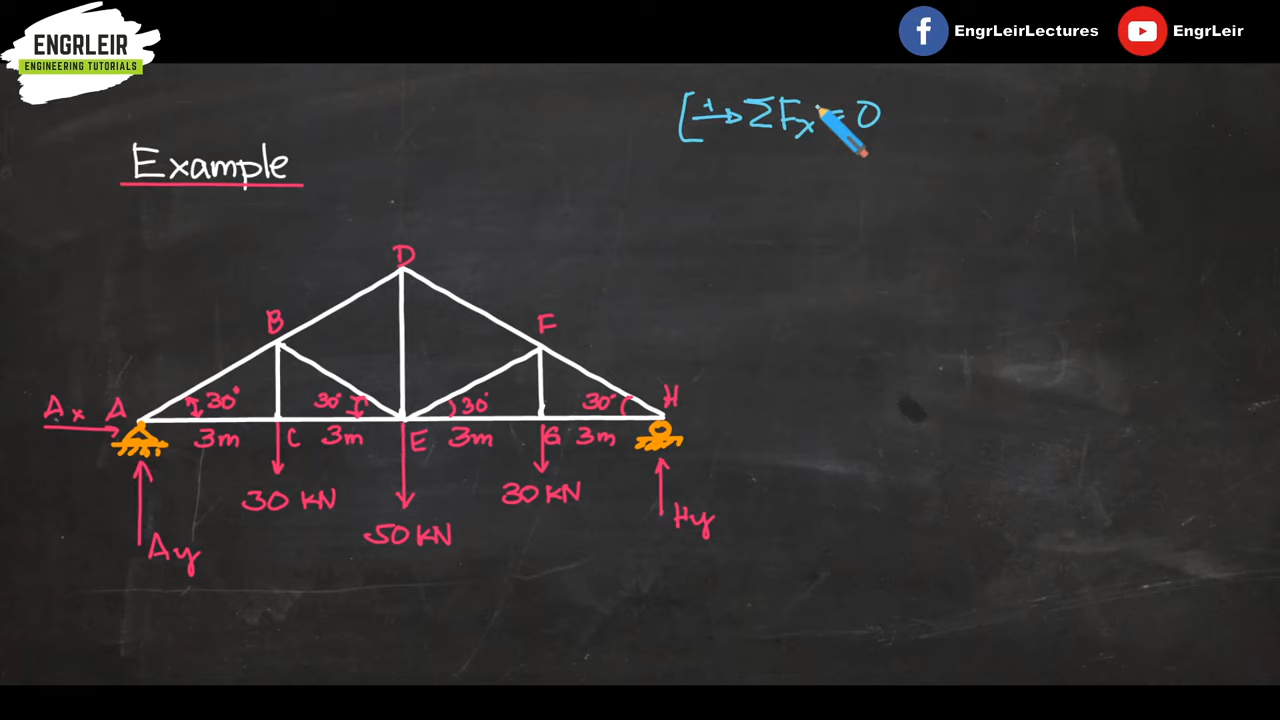 ENGRLEIR
ENGINEERING TUTORIALS
EngrLeirLectures
EngrLeir
[+→ ΣFx = 0
Example
D
B
F
Ax A
30°
30°
30°
30°
H
3m
C
3m
E
3m
G
3m
30 KN
50 KN
30 KN
Ay
Hy